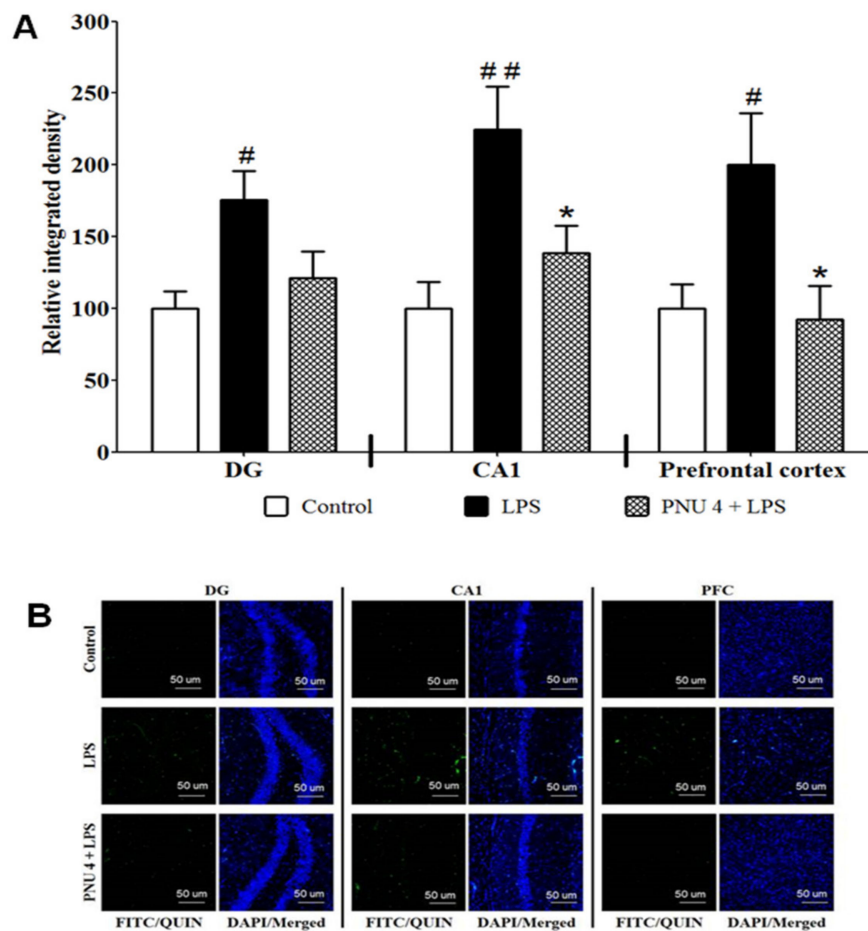 A
Relative integrated density
300
250
200
150
100
50
0
#
# #
*
#
*
DG CA1 Prefrontal cortex
Control LPS PNU 4 + LPS
B
DG CA1 PFC
Control
50 um 50 um 50 um 50 um 50 um 50 um
LPS
50 um 50 um 50 um 50 um 50 um 50 um
PNU 4 + LPS
50 um 50 um 50 um 50 um 50 um 50 um
FITC/QUIN DAPI/Merged FITC/QUIN DAPI/Merged FITC/QUIN DAPI/Merged